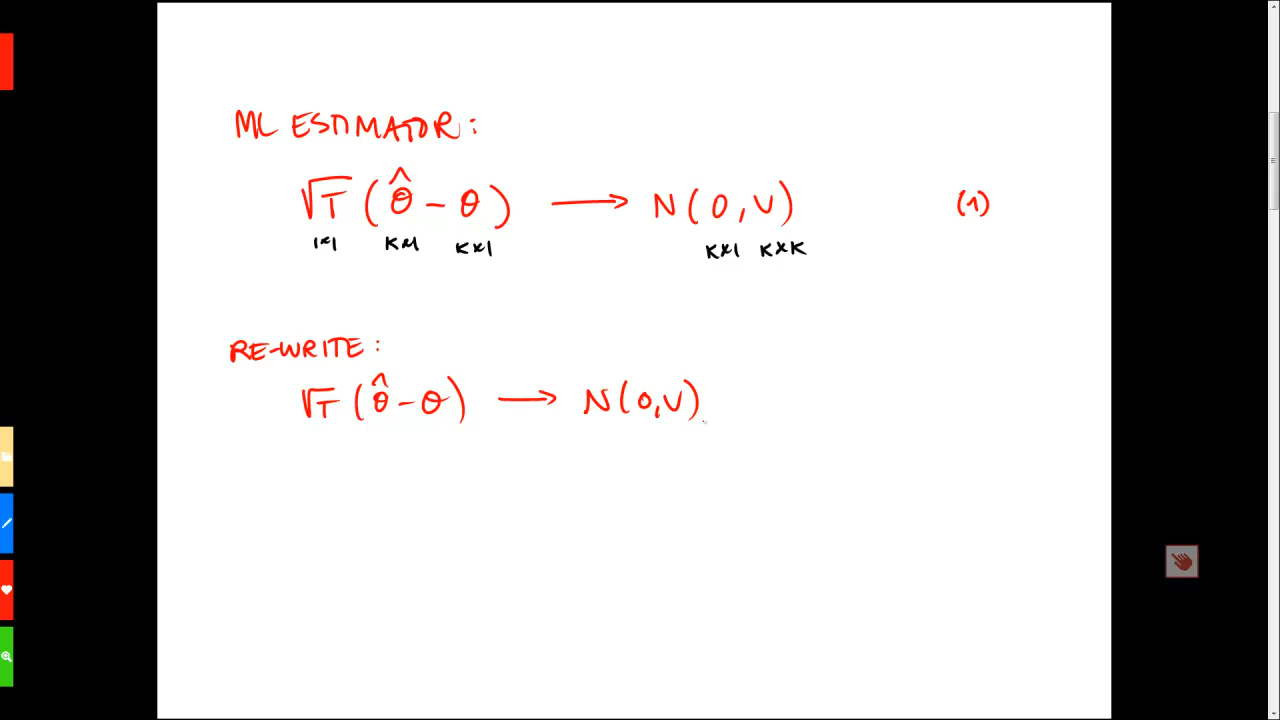 ML ESTIMATOR:
√T (θ̂ - θ) → N(0, V) (1)
1×1 K×1 K×1 K×1 K×K
RE-WRITE:
√T (θ̂ - θ) → N(0, V)